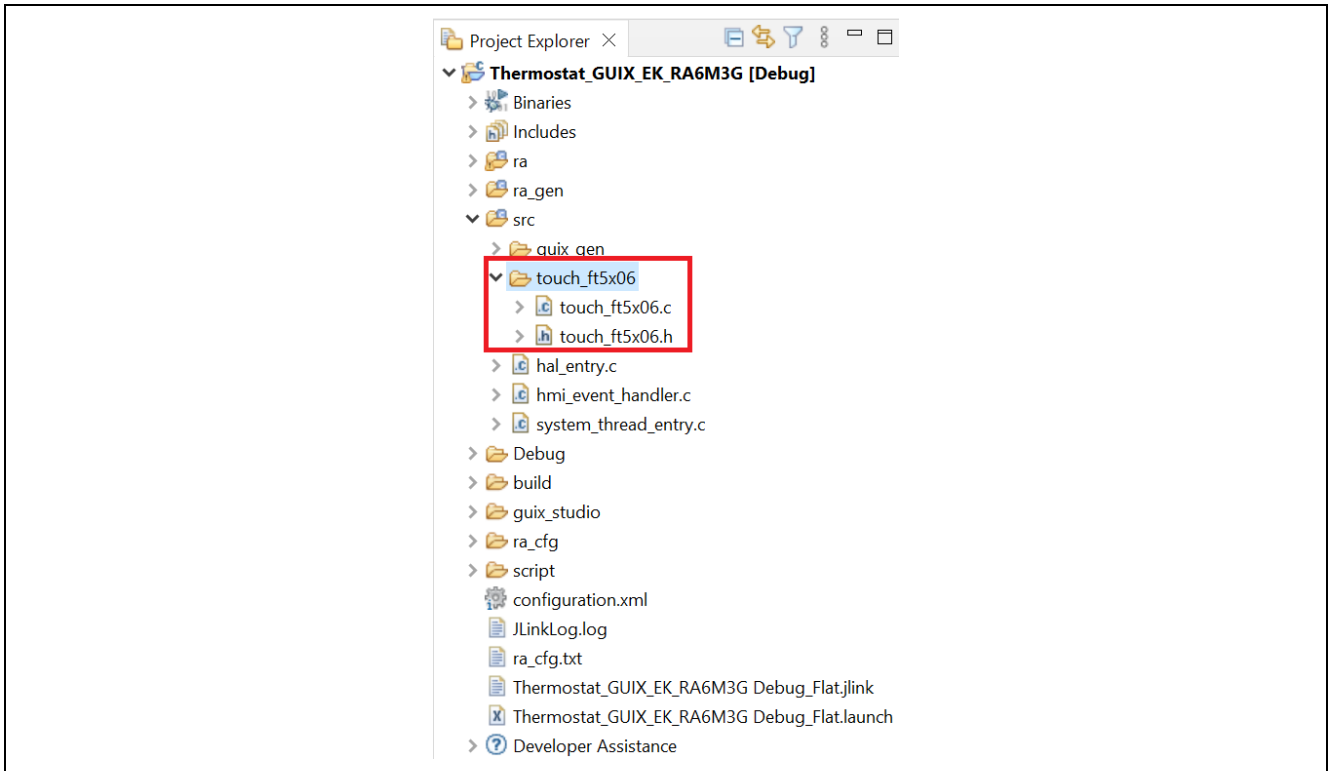 Project Explorer
Thermostat_GUIX_EK_RA6M3G [Debug]
Binaries
Includes
ra
ra_gen
src
guix_gen
touch_ft5x06
touch_ft5x06.c
touch_ft5x06.h
hal_entry.c
hmi_event_handler.c
system_thread_entry.c
Debug
build
guix_studio
ra_cfg
script
configuration.xml
JLinkLog.log
ra_cfg.txt
Thermostat_GUIX_EK_RA6M3G Debug_Flat.jlink
Thermostat_GUIX_EK_RA6M3G Debug_Flat.launch
Developer Assistance